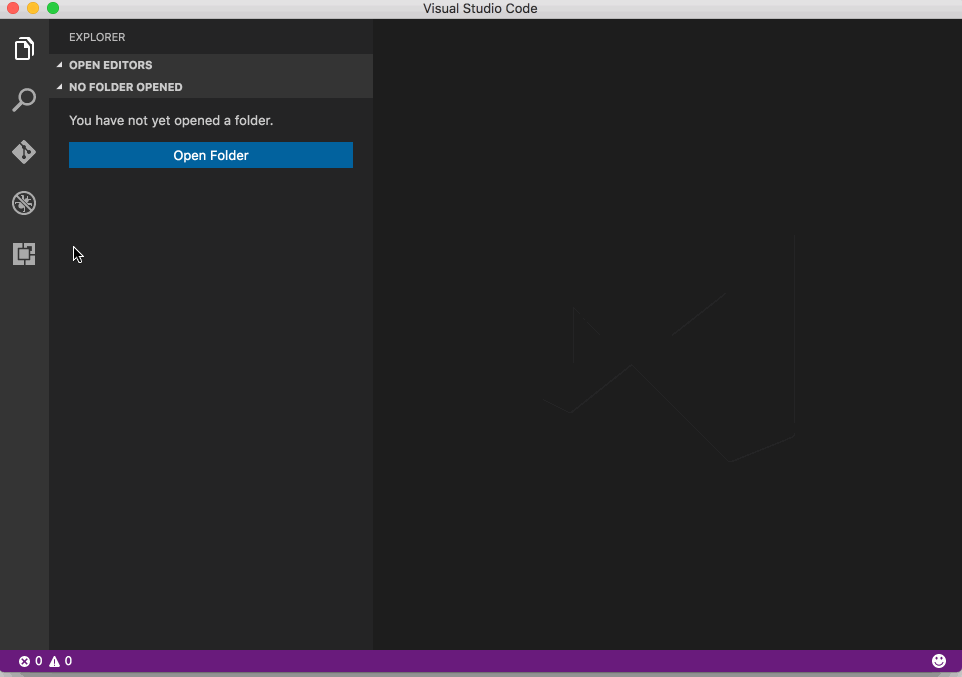 Visual Studio Code
EXPLORER
OPEN EDITORS
NO FOLDER OPENED
You have not yet opened a folder.
Open Folder
0 0